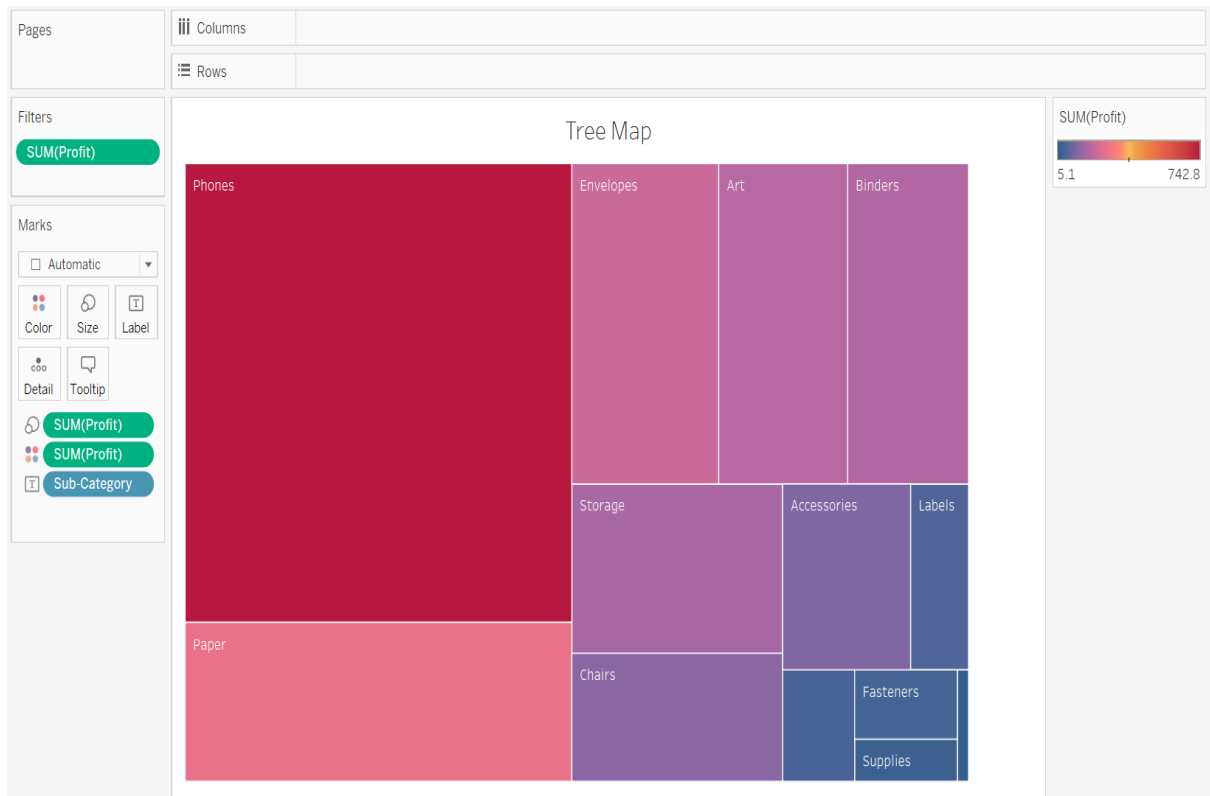 Pages
Columns
Rows
Filters
SUM(Profit)
Marks
Automatic
Color Size Label
Detail Tooltip
SUM(Profit)
SUM(Profit)
Sub-Category
Tree Map
Phones
Envelopes
Art
Binders
Storage
Accessories
Labels
Paper
Chairs
Fasteners
Supplies
SUM(Profit)
5.1 742.8